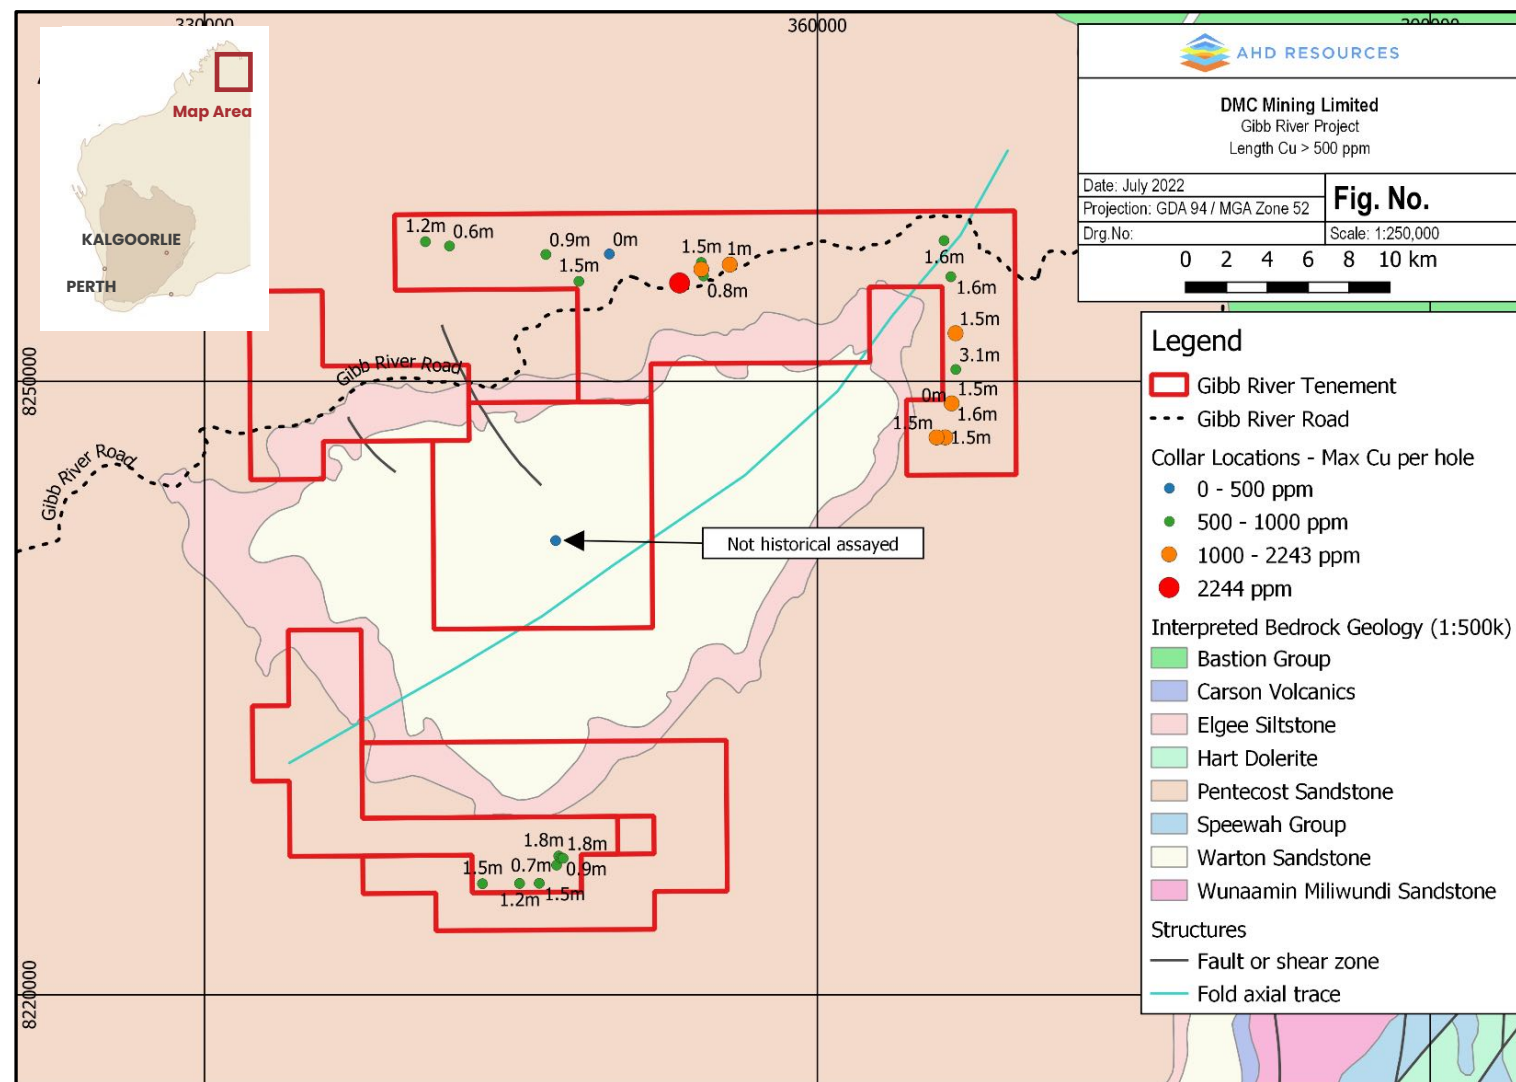 330000
360000
Map Area
KALGOORLIE
PERTH
AHD RESOURCES
DMC Mining Limited
Gibb River Project
Length Cu > 500 ppm
Date: July 2022
Projection: GDA 94 / MGA Zone 52
Drg.No:
Fig. No.
Scale: 1:250,000
0 2 4 6 8 10 km
1.2m
0.6m
0.9m
0m
1.5m
1.5m
1m
0.8m
1.6m
1.6m
1.5m
3.1m
1.5m
0m
1.6m
1.5m
1.5m
8250000
Gibb River Road
Gibb River Road
Not historical assayed
1.8m
1.8m
1.5m
0.7m
0.9m
1.2m
1.5m
8220000
Legend
Gibb River Tenement
Gibb River Road
Collar Locations - Max Cu per hole
0 - 500 ppm
500 - 1000 ppm
1000 - 2243 ppm
2244 ppm
Interpreted Bedrock Geology (1:500k)
Bastion Group
Carson Volcanics
Elgee Siltstone
Hart Dolerite
Pentecost Sandstone
Speewah Group
Warton Sandstone
Wunaamin Miliwundi Sandstone
Structures
Fault or shear zone
Fold axial trace